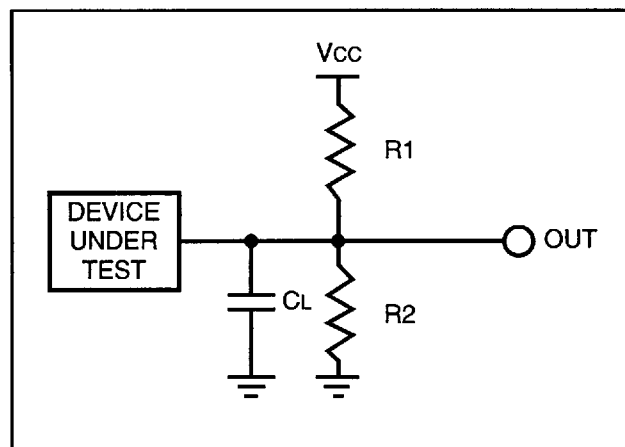 VCC
R1
DEVICE
UNDER
TEST
OUT
CL
R2